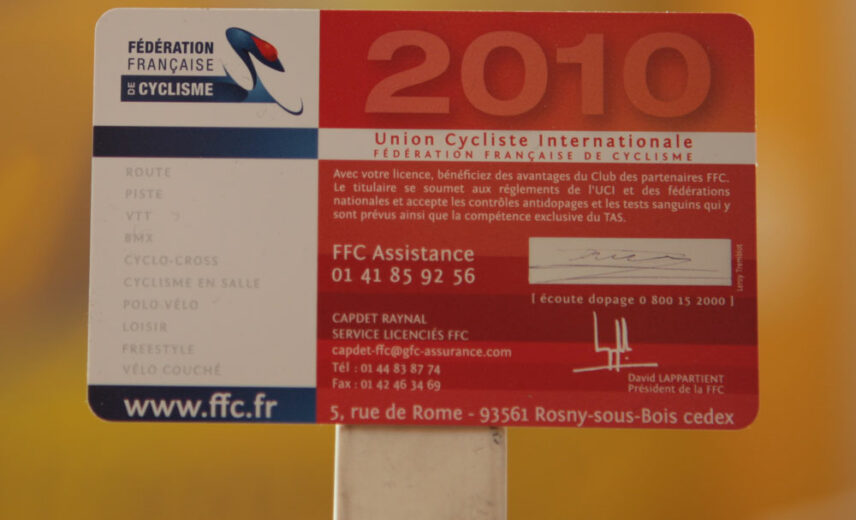 FÉDÉRATION
FRANÇAISE
DE CYCLISME
2010
Union Cycliste Internationale
FÉDÉRATION FRANÇAISE DE CYCLISME
ROUTE
PISTE
VTT
BMX
CYCLO-CROSS
CYCLISME EN SALLE
POLO VÉLO
LOISIR
FREESTYLE
VÉLO COUCHÉ
www.ffc.fr
Avec votre licence, bénéficiez des avantages du Club des partenaires FFC.
Le titulaire se soumet aux réglements de l'UCI et des fédérations
nationales et accepte les contrôles antidopages et les tests sanguins qui y
sont prévus ainsi que la compétence exclusive du TAS.
FFC Assistance
01 41 85 92 56
Leroy Tremblot
[ écoute dopage 0 800 15 2000 ]
CAPDET RAYNAL
SERVICE LICENCIÉS FFC
capdet-ffc@gfc-assurance.com
Tél : 01 44 83 87 74
Fax : 01 42 46 34 69
David LAPPARTIENT
Président de la FFC
5, rue de Rome - 93561 Rosny-sous-Bois cedex